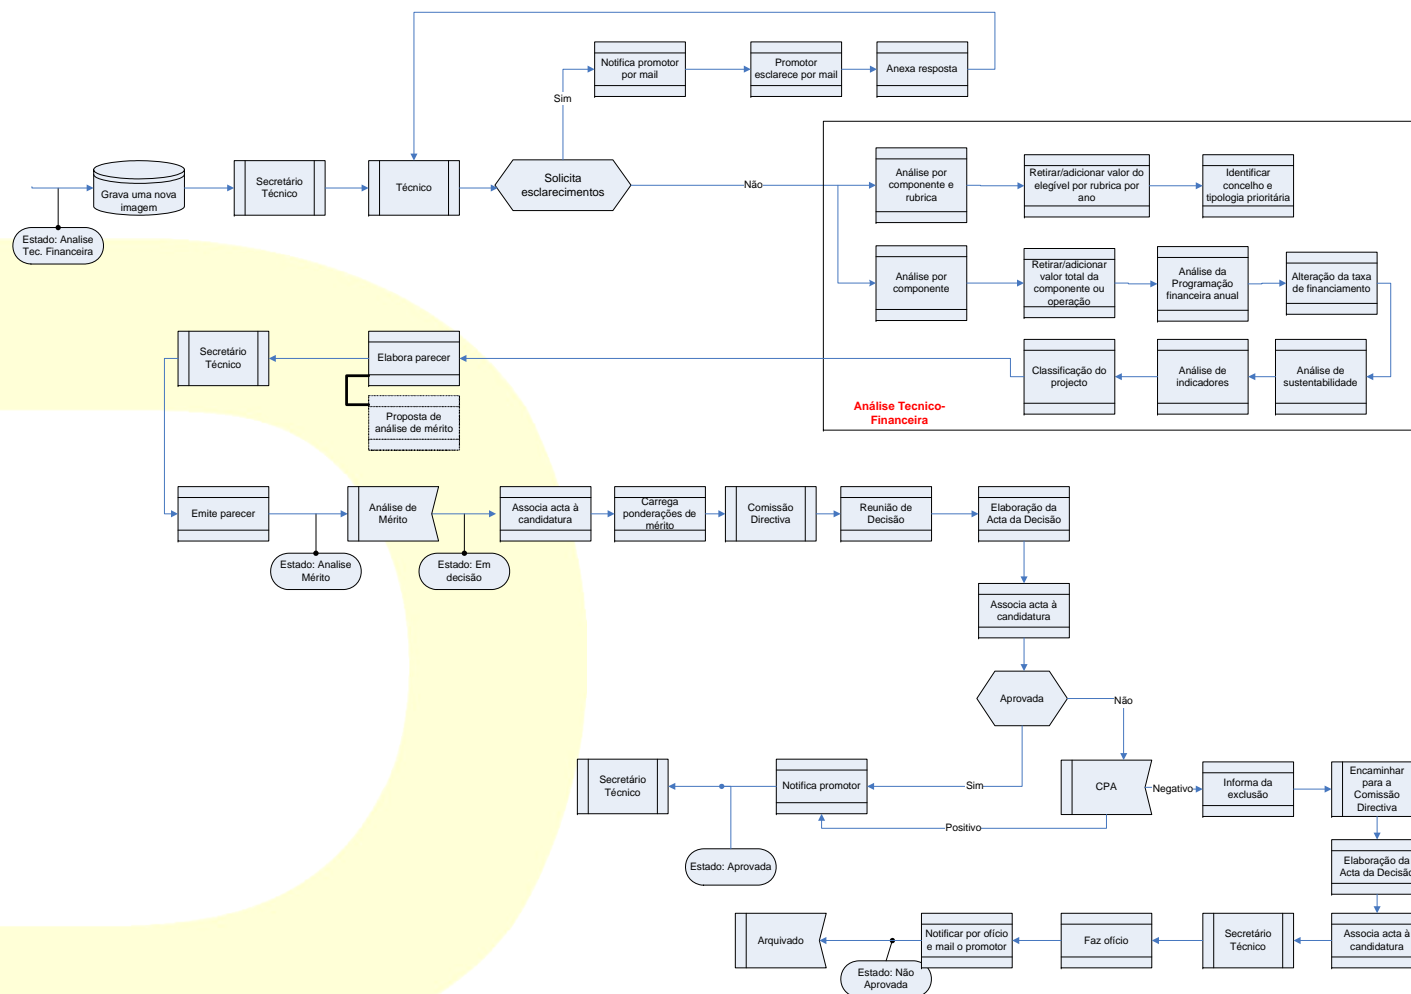 Notifica promotor
por mail
Promotor
esclarece por mail
Anexa resposta
Sim
Grava uma nova
imagem
Secretário
Técnico
Técnico
Solicita
esclarecimentos
Não
Análise por
componente e
rubrica
Retirar/adicionar valor do
elegível por rubrica por
ano
Identificar
concelho e
tipologia prioritária
Estado: Analise
Tec. Financeira
Análise por
componente
Retirar/adicionar
valor total da
componente ou
operação
Análise da
Programação
financeira anual
Alteração da taxa
de financiamento
Secretário
Técnico
Elabora parecer
Classificação do
projecto
Análise de
indicadores
Análise de
sustentabilidade
Proposta de
análise de mérito
Análise Tecnico-
Financeira
Emite parecer
Análise de
Mérito
Associa acta à
candidatura
Carrega
ponderações de
mérito
Comissão
Directiva
Reunião de
Decisão
Elaboração da
Acta da Decisão
Estado: Analise
Mérito
Estado: Em
decisão
Associa acta à
candidatura
Aprovada
Não
Secretário
Técnico
Notifica promotor
Sim
CPA
Negativo
Informa da
exclusão
Encaminhar
para a
Comissão
Directiva
Positivo
Estado: Aprovada
Elaboração da
Acta da Decisão
Arquivado
Notificar por ofício
e mail o promotor
Faz ofício
Secretário
Técnico
Associa acta à
candidatura
Estado: Não
Aprovada